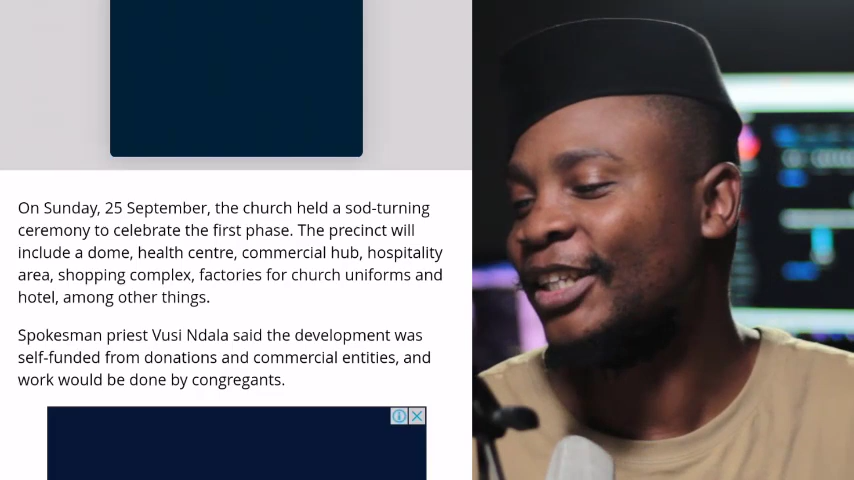 On Sunday, 25 September, the church held a sod-turning
ceremony to celebrate the first phase. The precinct will
include a dome, health centre, commercial hub, hospitality
area, shopping complex, factories for church uniforms and
hotel, among other things.
Spokesman priest Vusi Ndala said the development was
self-funded from donations and commercial entities, and
work would be done by congregants.